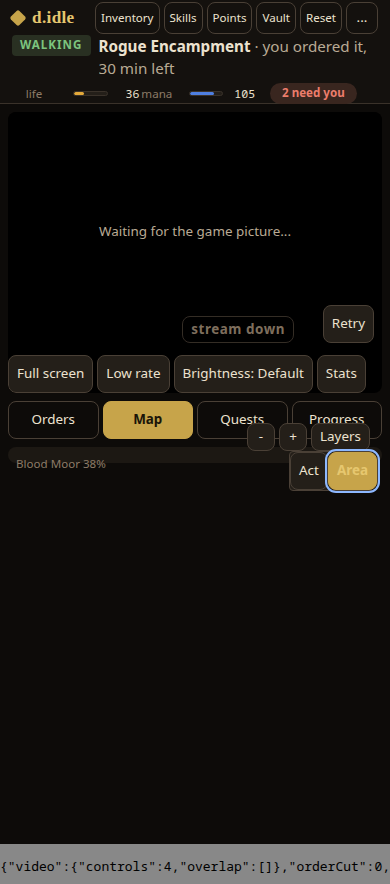 d.idle Inventory Skills Points Vault Reset ...
WALKING Rogue Encampment · you ordered it,
30 min left
life 36 mana 105 2 need you
Waiting for the game picture...
stream down Retry
Full screen Low rate Brightness: Default Stats
Orders Map Quests Progress
- + Layers
Blood Moor 38% Act Area
{"video":{"controls":4,"overlap":[]},"orderCut":0,